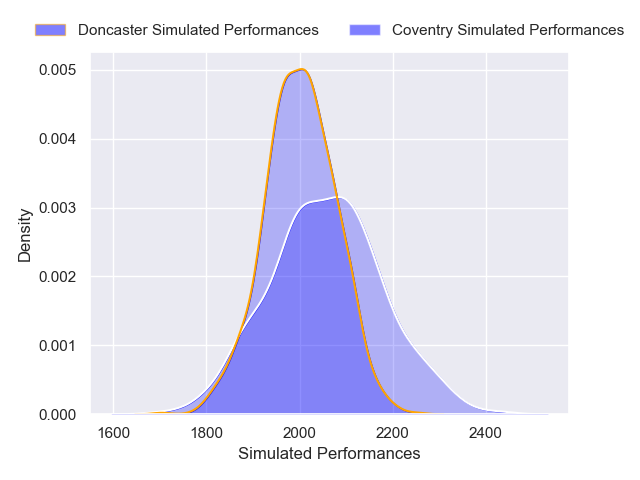 Doncaster Simulated Performances
Coventry Simulated Performances
0.005
0.004
0.003
0.002
0.001
0.000
Density
1600
1800
2000
2200
2400
Simulated Performances